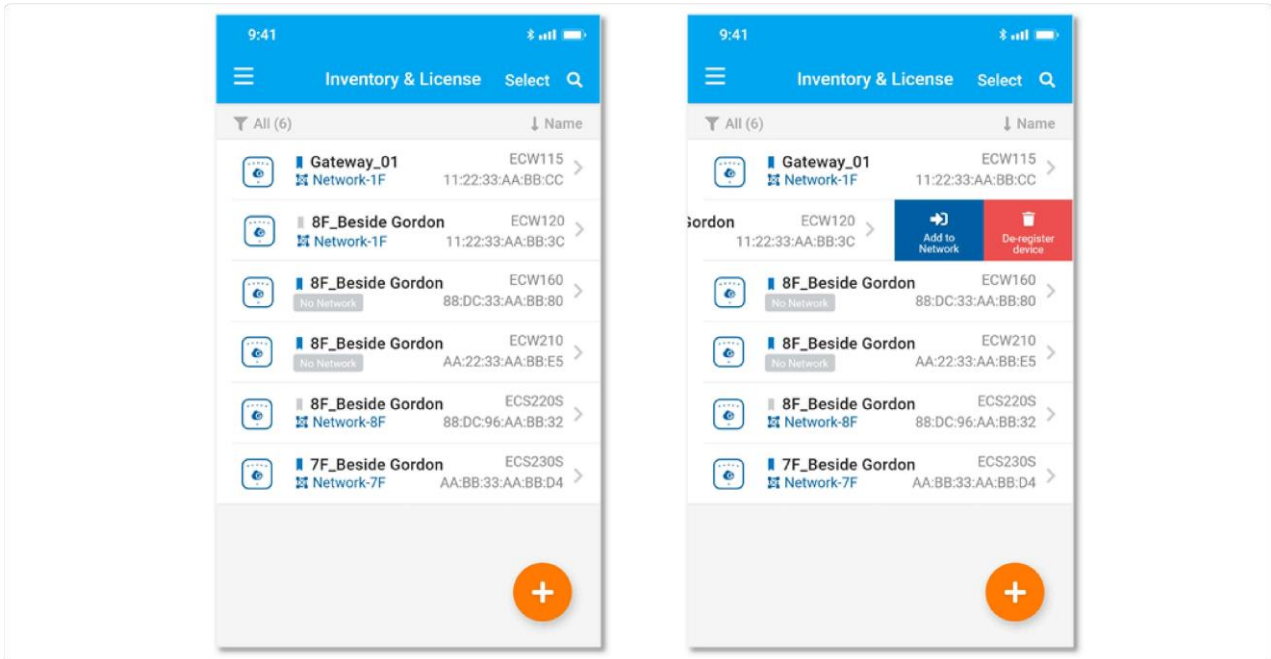 9:41
Inventory & License Select
All (6) Name
Gateway_01 ECW115
Network-1F 11:22:33:AA:BB:CC
8F_Beside Gordon ECW120
Network-1F 11:22:33:AA:BB:3C
8F_Beside Gordon ECW160
No Network 88:DC:33:AA:BB:80
8F_Beside Gordon ECW210
No Network AA:22:33:AA:BB:E5
8F_Beside Gordon ECS220S
Network-8F 88:DC:96:AA:BB:32
7F_Beside Gordon ECS230S
Network-7F AA:BB:33:AA:BB:D4
9:41
Inventory & License Select
All (6) Name
Gateway_01 ECW115
Network-1F 11:22:33:AA:BB:CC
Gordon ECW120
11:22:33:AA:BB:3C
Add to
Network
De-register
device
8F_Beside Gordon ECW160
No Network 88:DC:33:AA:BB:80
8F_Beside Gordon ECW210
No Network AA:22:33:AA:BB:E5
8F_Beside Gordon ECS220S
Network-8F 88:DC:96:AA:BB:32
7F_Beside Gordon ECS230S
Network-7F AA:BB:33:AA:BB:D4